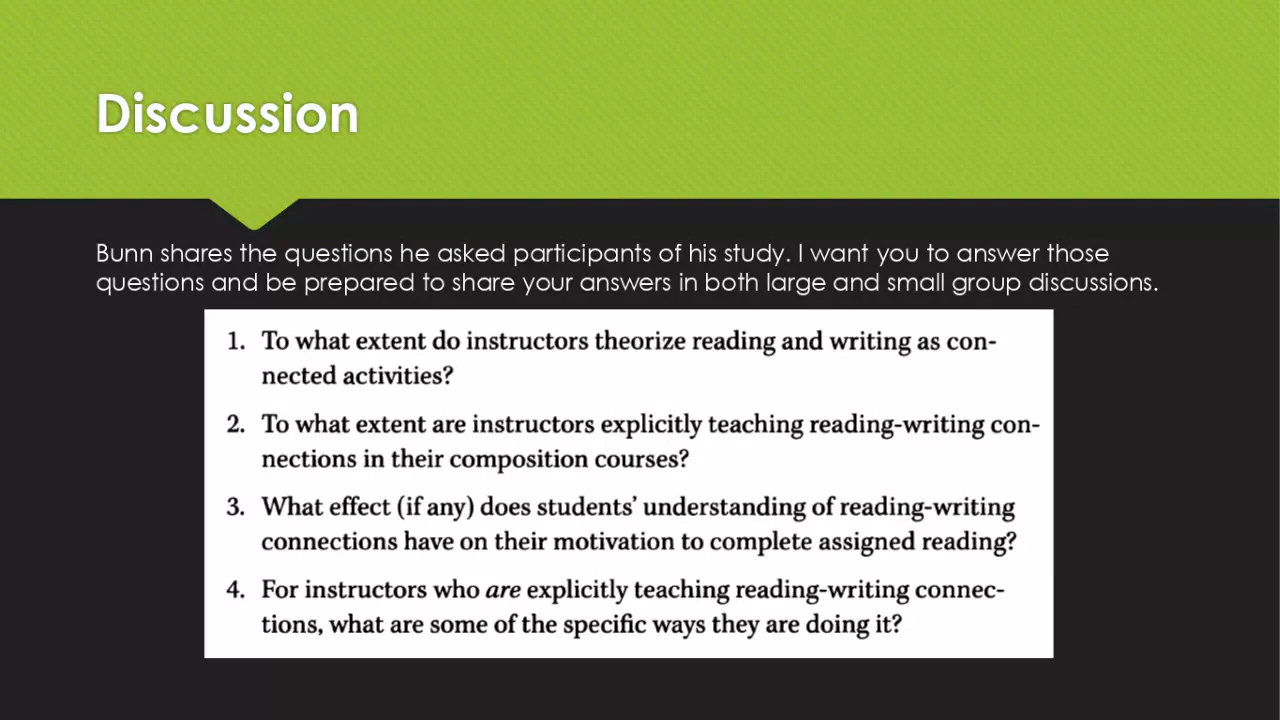 Discussion
Bunn shares the questions he asked participants of his study. I want you to answer those
questions and be prepared to share your answers in both large and small group discussions.
1. To what extent do instructors theorize reading and writing as con-
nected activities?
2. To what extent are instructors explicitly teaching reading-writing con-
nections in their composition courses?
3. What effect (if any) does students’ understanding of reading-writing
connections have on their motivation to complete assigned reading?
4. For instructors who are explicitly teaching reading-writing connec-
tions, what are some of the specific ways they are doing it?